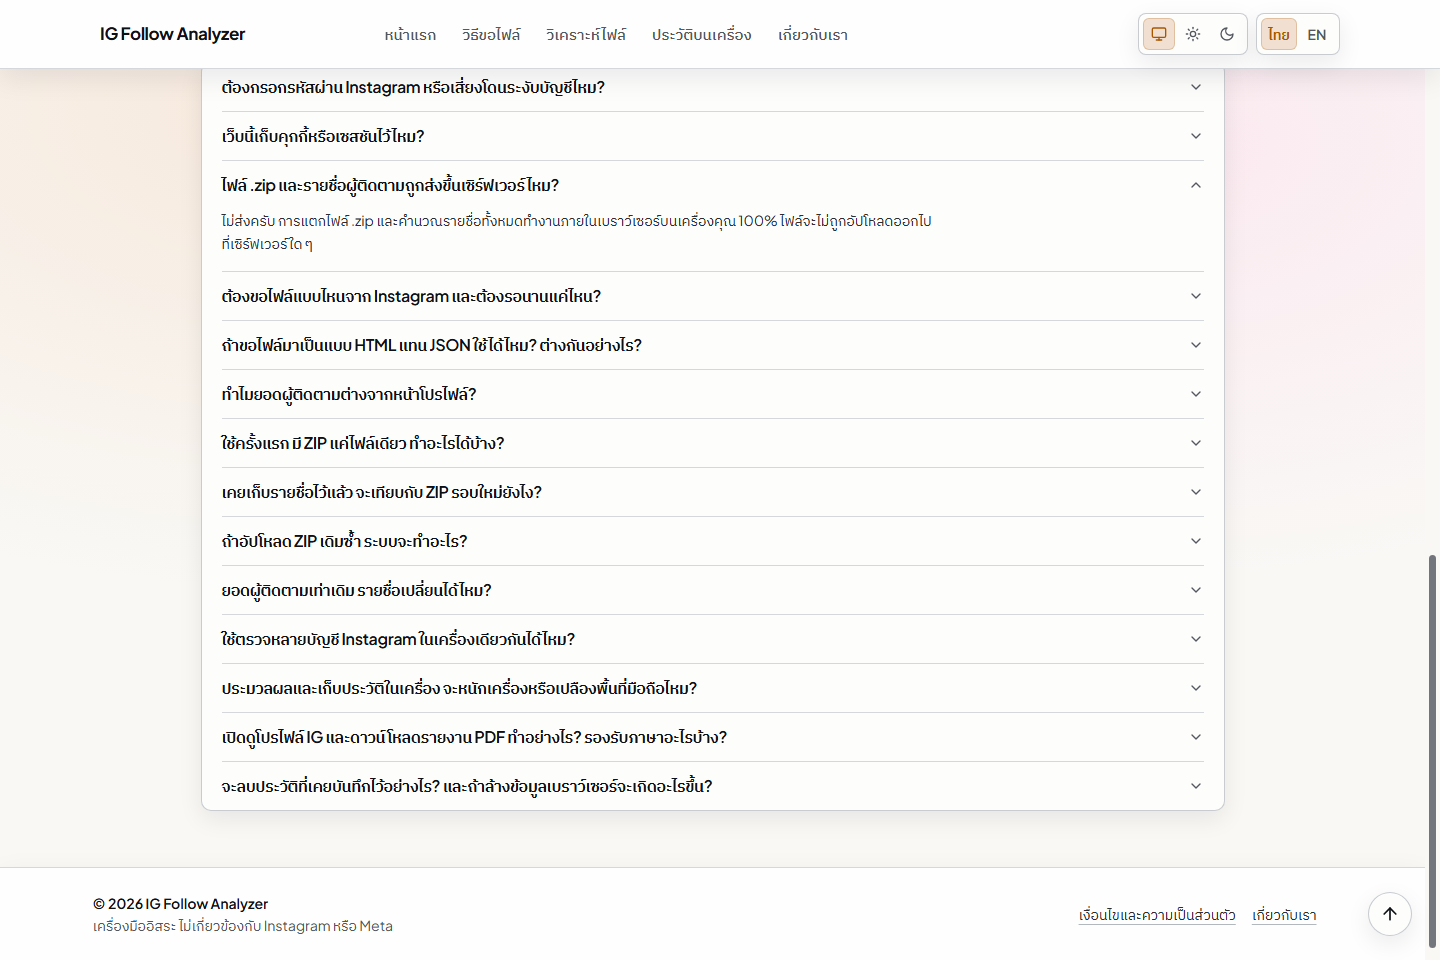 IG Follow Analyzer
หน้าแรก
วิธีขอไฟล์
วิเคราะห์ไฟล์
ประวัติบนเครื่อง
เกี่ยวกับเรา
ไทย
EN
ต้องกรอกรหัสผ่าน Instagram หรือเสี่ยงโดนระงับบัญชีไหม?
เว็บนี้เก็บคุกกี้หรือเซสชันไว้ไหม?
ไฟล์ .zip และรายชื่อผู้ติดตามถูกส่งขึ้นเซิร์ฟเวอร์ไหม?
ไม่ส่งครับ การแตกไฟล์ .zip และคำนวณรายชื่อทั้งหมดทำงานภายในเบราว์เซอร์บนเครื่องคุณ 100% ไฟล์จะไม่ถูกอัปโหลดออกไป
ที่เซิร์ฟเวอร์ใด ๆ
ต้องขอไฟล์แบบไหนจาก Instagram และต้องรอนานแค่ไหน?
ถ้าขอไฟล์มาเป็นแบบ HTML แทน JSON ใช้ได้ไหม? ต่างกันอย่างไร?
ทำไมยอดผู้ติดตามต่างจากหน้าโปรไฟล์?
ใช้ครั้งแรก มี ZIP แค่ไฟล์เดียว ทำอะไรได้บ้าง?
เคยเก็บรายชื่อไว้แล้ว จะเทียบกับ ZIP รอบใหม่ยังไง?
ถ้าอัปโหลด ZIP เดิมซ้ำ ระบบจะทำอะไร?
ยอดผู้ติดตามเท่าเดิม รายชื่อเปลี่ยนได้ไหม?
ใช้ตรวจหลายบัญชี Instagram ในเครื่องเดียวกันได้ไหม?
ประมวลผลและเก็บประวัติในเครื่อง จะหนักเครื่องหรือเปลืองพื้นที่มือถือไหม?
เปิดดูโปรไฟล์ IG และดาวน์โหลดรายงาน PDF ทำอย่างไร? รองรับภาษาอะไรบ้าง?
จะลบประวัติที่เคยบันทึกไว้อย่างไร? และถ้าล้างข้อมูลเบราว์เซอร์จะเกิดอะไรขึ้น?
© 2026 IG Follow Analyzer
เครื่องมืออิสระ ไม่เกี่ยวข้องกับ Instagram หรือ Meta
เงื่อนไขและความเป็นส่วนตัว
เกี่ยวกับเรา